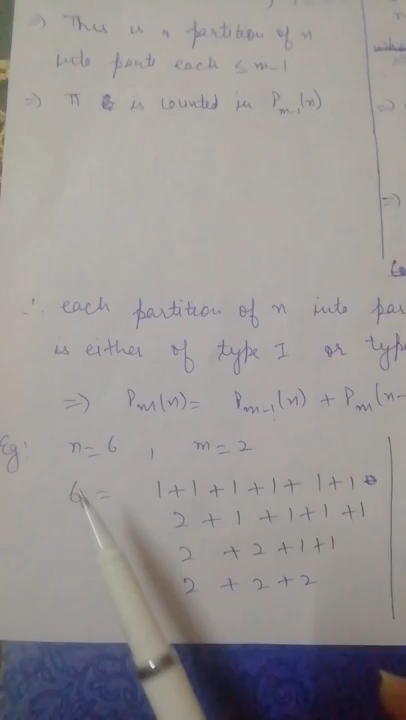 ⇒) This is a partition of n
into parts each ≤ m-1
⇒) π is counted in Pm-1(n)
∴ each partition of n into
is either of type I or
⇒) Pm(n) = Pm-1(n) + Pm(n-
Eg: n=6 , m=2
6 = 1+1+1+1+1+1
2 + 1 +1+1+1
2 + 2+1+1
2 + 2+2